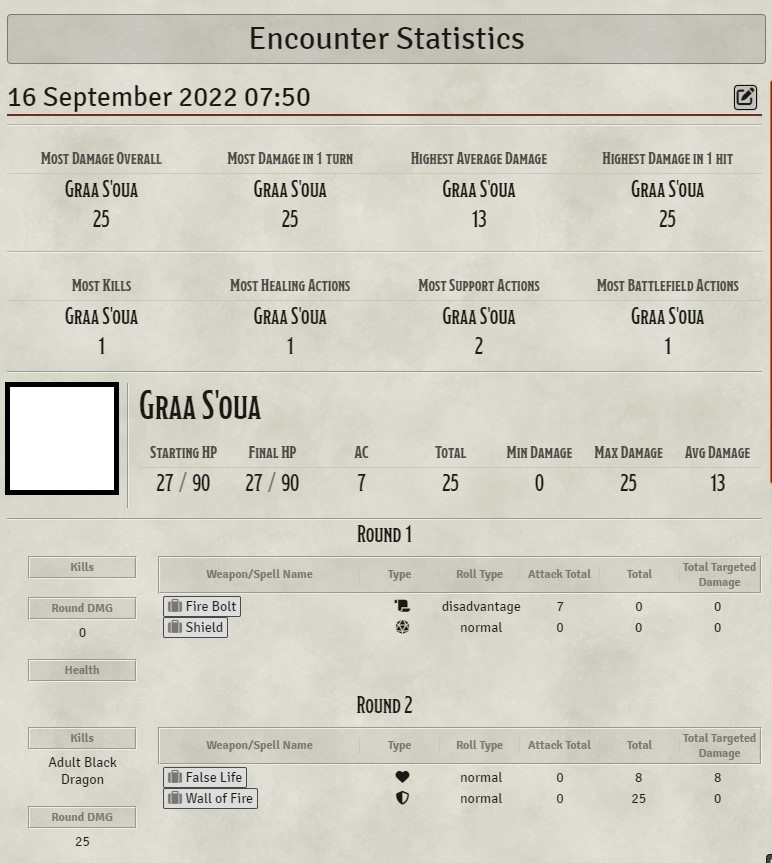 Encounter Statistics
16 September 2022 07:50
Most Damage Overall Most Damage in 1 turn Highest Average Damage Highest Damage in 1 hit
Graa S'oua Graa S'oua Graa S'oua Graa S'oua
25 25 13 25
Most Kills Most Healing Actions Most Support Actions Most Battlefield Actions
Graa S'oua Graa S'oua Graa S'oua Graa S'oua
1 1 2 1
Graa S'oua
Starting HP Final HP AC Total Min Damage Max Damage Avg Damage
27 / 90 27 / 90 7 25 0 25 13
Round 1
Kills
Round DMG
0
Health
Weapon/Spell Name Type Roll Type Attack Total Total Total Targeted
Damage
Fire Bolt disadvantage 7 0 0
Shield normal 0 0 0
Round 2
Kills
Adult Black
Dragon
Round DMG
25
Weapon/Spell Name Type Roll Type Attack Total Total Total Targeted
Damage
False Life normal 0 8 8
Wall of Fire normal 0 25 0